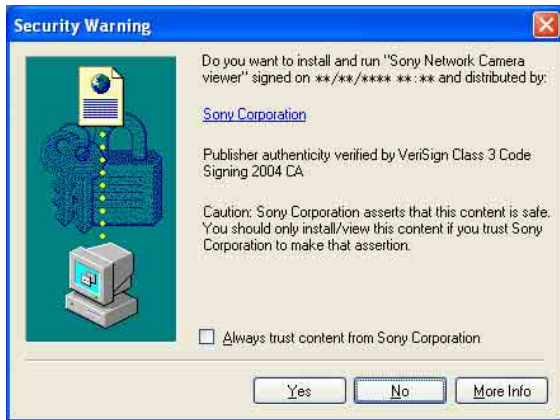 Security Warning
Do you want to install and run "Sony Network Camera
viewer" signed on **/**/**** **:** and distributed by:
Sony Corporation
Publisher authenticity verified by VeriSign Class 3 Code
Signing 2004 CA
Caution: Sony Corporation asserts that this content is safe.
You should only install/view this content if you trust Sony
Corporation to make that assertion.
Always trust content from Sony Corporation
Yes
No
More Info